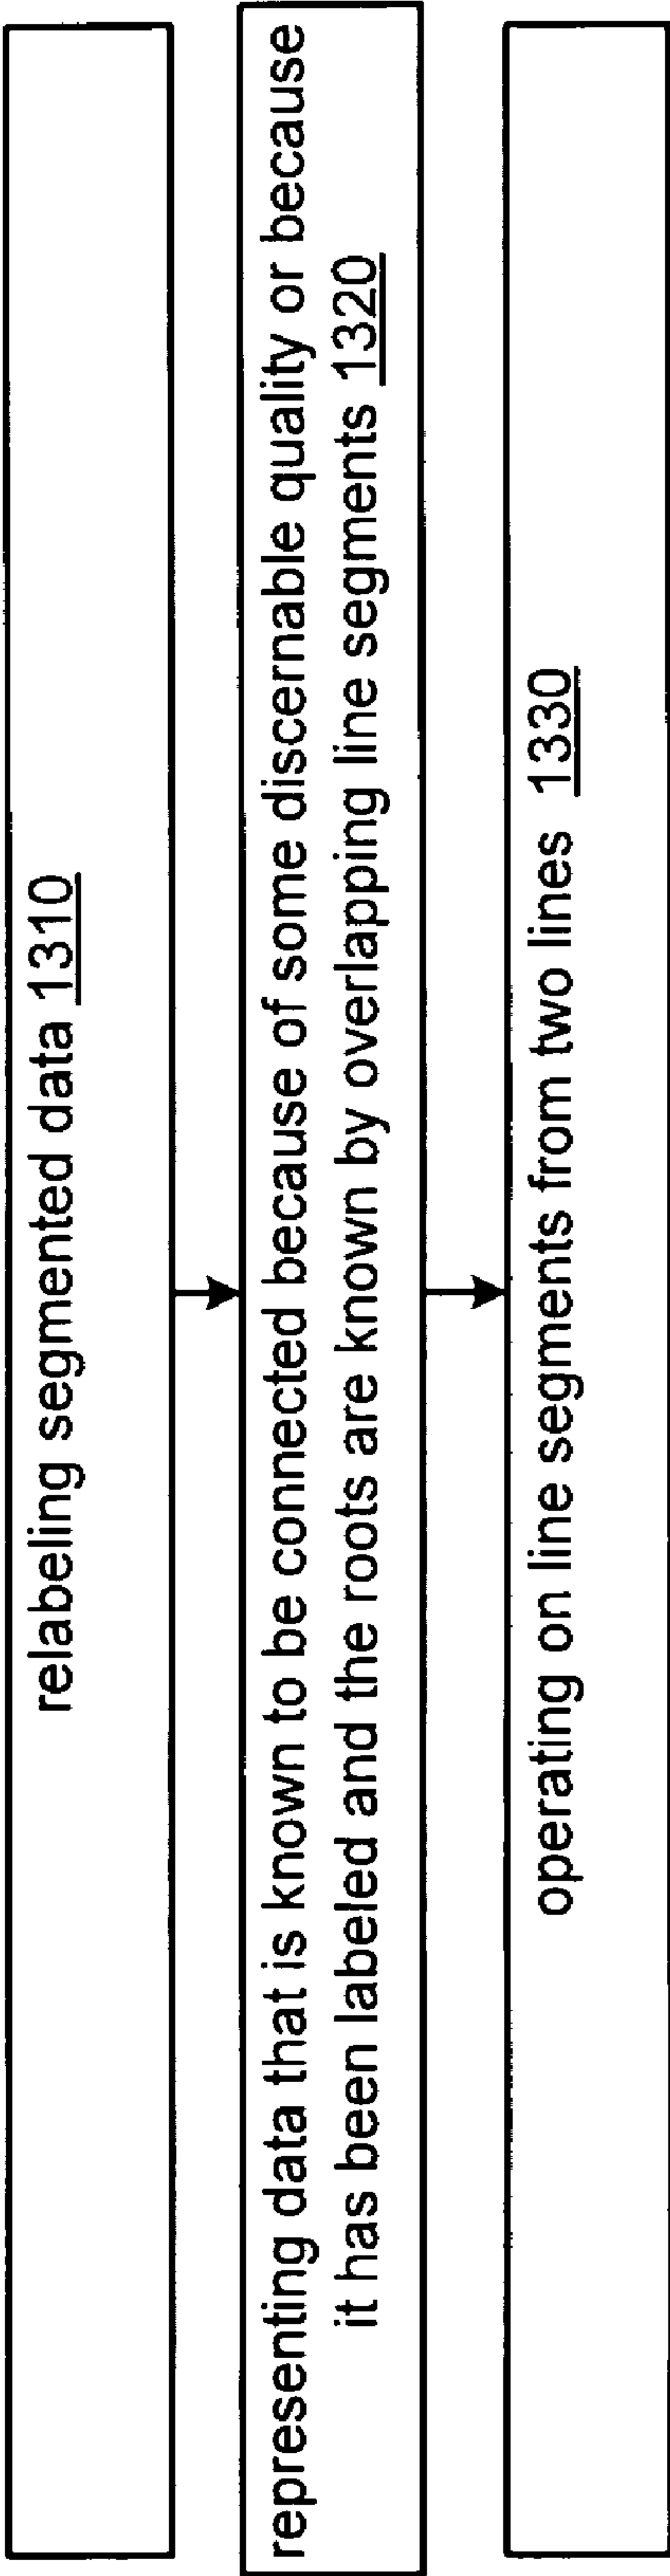 relabeling segmented data 1310
representing data that is known to be connected because of some discernable quality or because
it has been labeled and the roots are known by overlapping line segments 1320
operating on line segments from two lines 1330